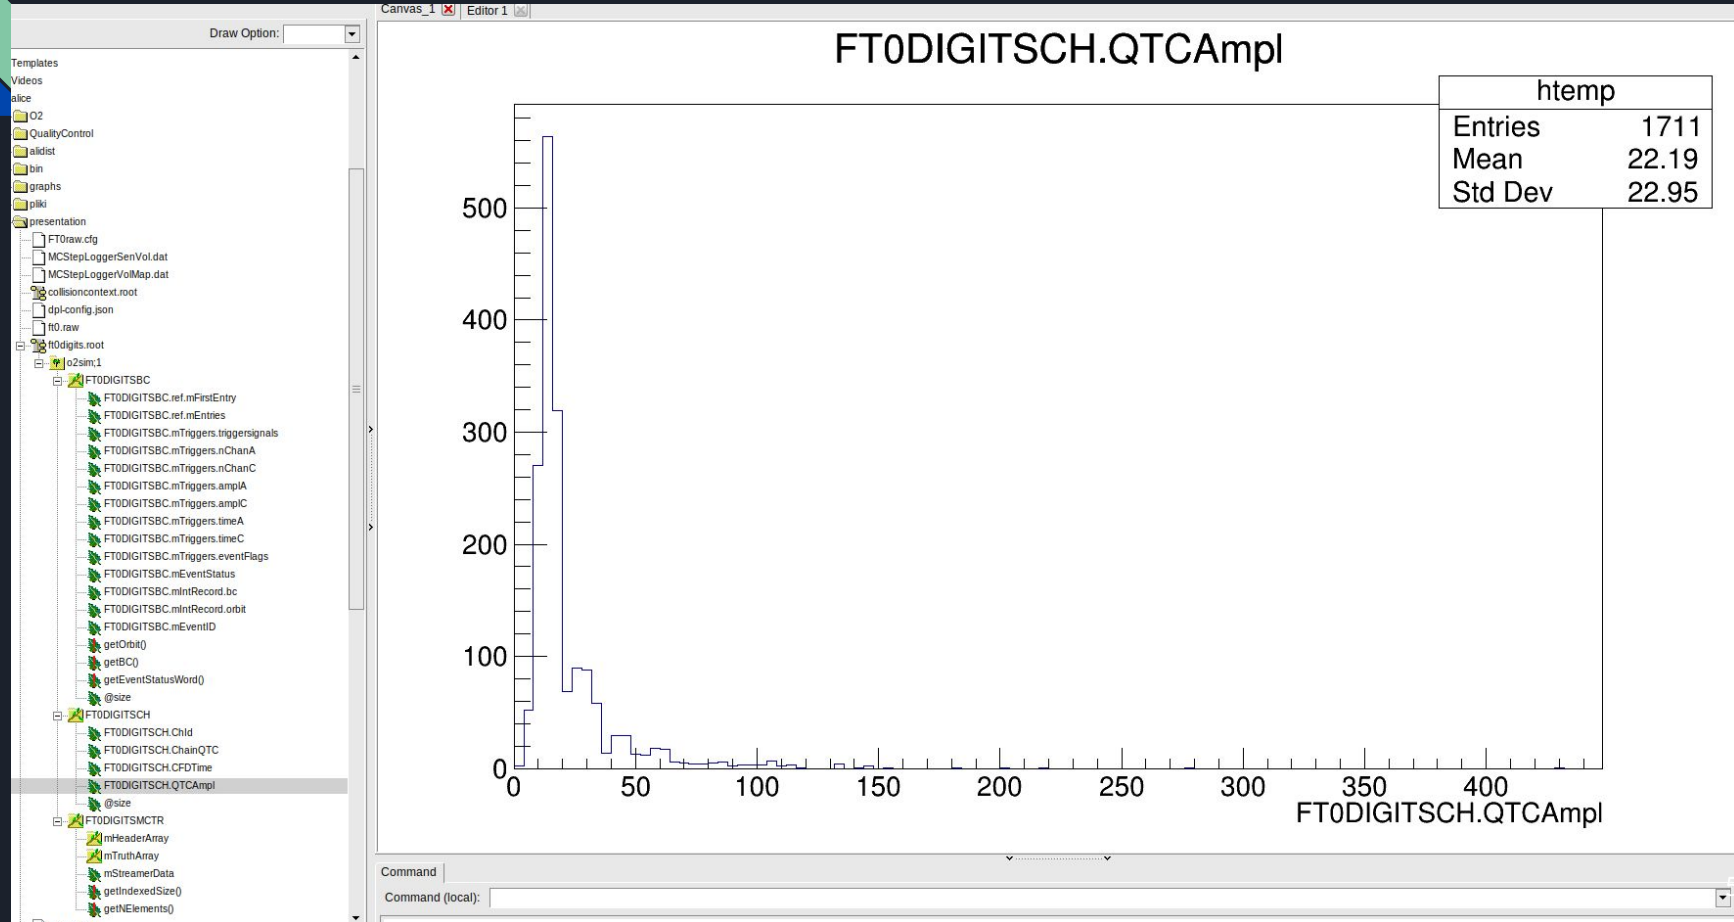 Canvas_1
Editor 1
Draw Option:
Templates
Videos
alice
O2
QualityControl
alidist
bin
graphs
pliki
presentation
FT0raw.cfg
MCStepLoggerSenVol.dat
MCStepLoggerVolMap.dat
collisioncontext.root
dpl-config.json
ft0.raw
ft0digits.root
o2sim;1
FT0DIGITSBC
FT0DIGITSBC.ref.mFirstEntry
FT0DIGITSBC.ref.mEntries
FT0DIGITSBC.mTriggers.triggersignals
FT0DIGITSBC.mTriggers.nChanA
FT0DIGITSBC.mTriggers.nChanC
FT0DIGITSBC.mTriggers.amplA
FT0DIGITSBC.mTriggers.amplC
FT0DIGITSBC.mTriggers.timeA
FT0DIGITSBC.mTriggers.timeC
FT0DIGITSBC.mTriggers.eventFlags
FT0DIGITSBC.mEventStatus
FT0DIGITSBC.mIntRecord.bc
FT0DIGITSBC.mIntRecord.orbit
FT0DIGITSBC.mEventID
getOrbit()
getBC()
getEventStatusWord()
@size
FT0DIGITSCH
FT0DIGITSCH.ChId
FT0DIGITSCH.ChainQTC
FT0DIGITSCH.CFDTime
FT0DIGITSCH.QTCAmpl
@size
FT0DIGITSMCTR
mHeaderArray
mTruthArray
mStreamerData
getIndexedSize()
getNElements()
FT0DIGITSCH.QTCAmpl
htemp
Entries 1711
Mean 22.19
Std Dev 22.95
500
400
300
200
100
0
0 50 100 150 200 250 300 350 400
FT0DIGITSCH.QTCAmpl
Command
Command (local):